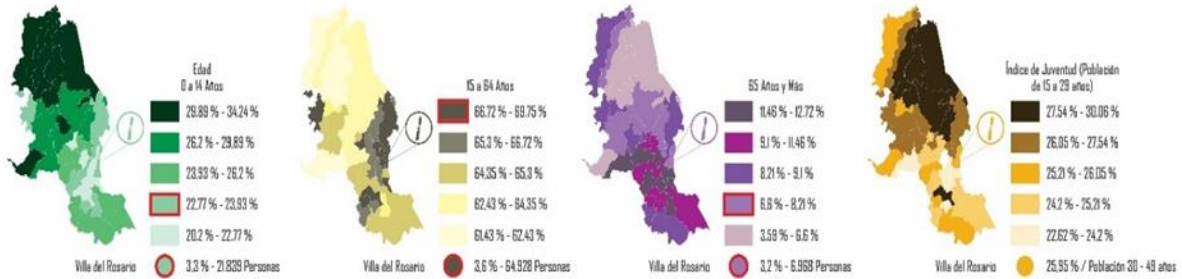 Edad
0 a 14 Años
29.89 % - 34.24 %
26.2 % - 29.89 %
23.93 % - 26.2 %
22.77 % - 23.93 %
20.2 % - 22.77 %
Villa del Rosario
3.3 % - 21.839 Personas
15 a 64 Años
66.72 % - 69.75 %
65.3 % - 66.72 %
64.35 % - 65.3 %
62.43 % - 64.35 %
61.43 % - 62.43 %
Villa del Rosario
3,6 % - 64.928 Personas
65 Años y Más
11.46 % - 12.72 %
9.1 % - 11.46 %
8.21 % - 9.1 %
6.6 % - 8.21 %
3.59 % - 6.6 %
Villa del Rosario
3,2 % - 6.968 Personas
Índice de Juventud (Población
de 15 a 29 años)
27.54 % - 30.06 %
26.05 % - 27.54 %
25,21 % - 26.05 %
24.2 % - 25,21 %
22.62 % - 24.2 %
Villa del Rosario
25,95 % / Población 30 - 49 años